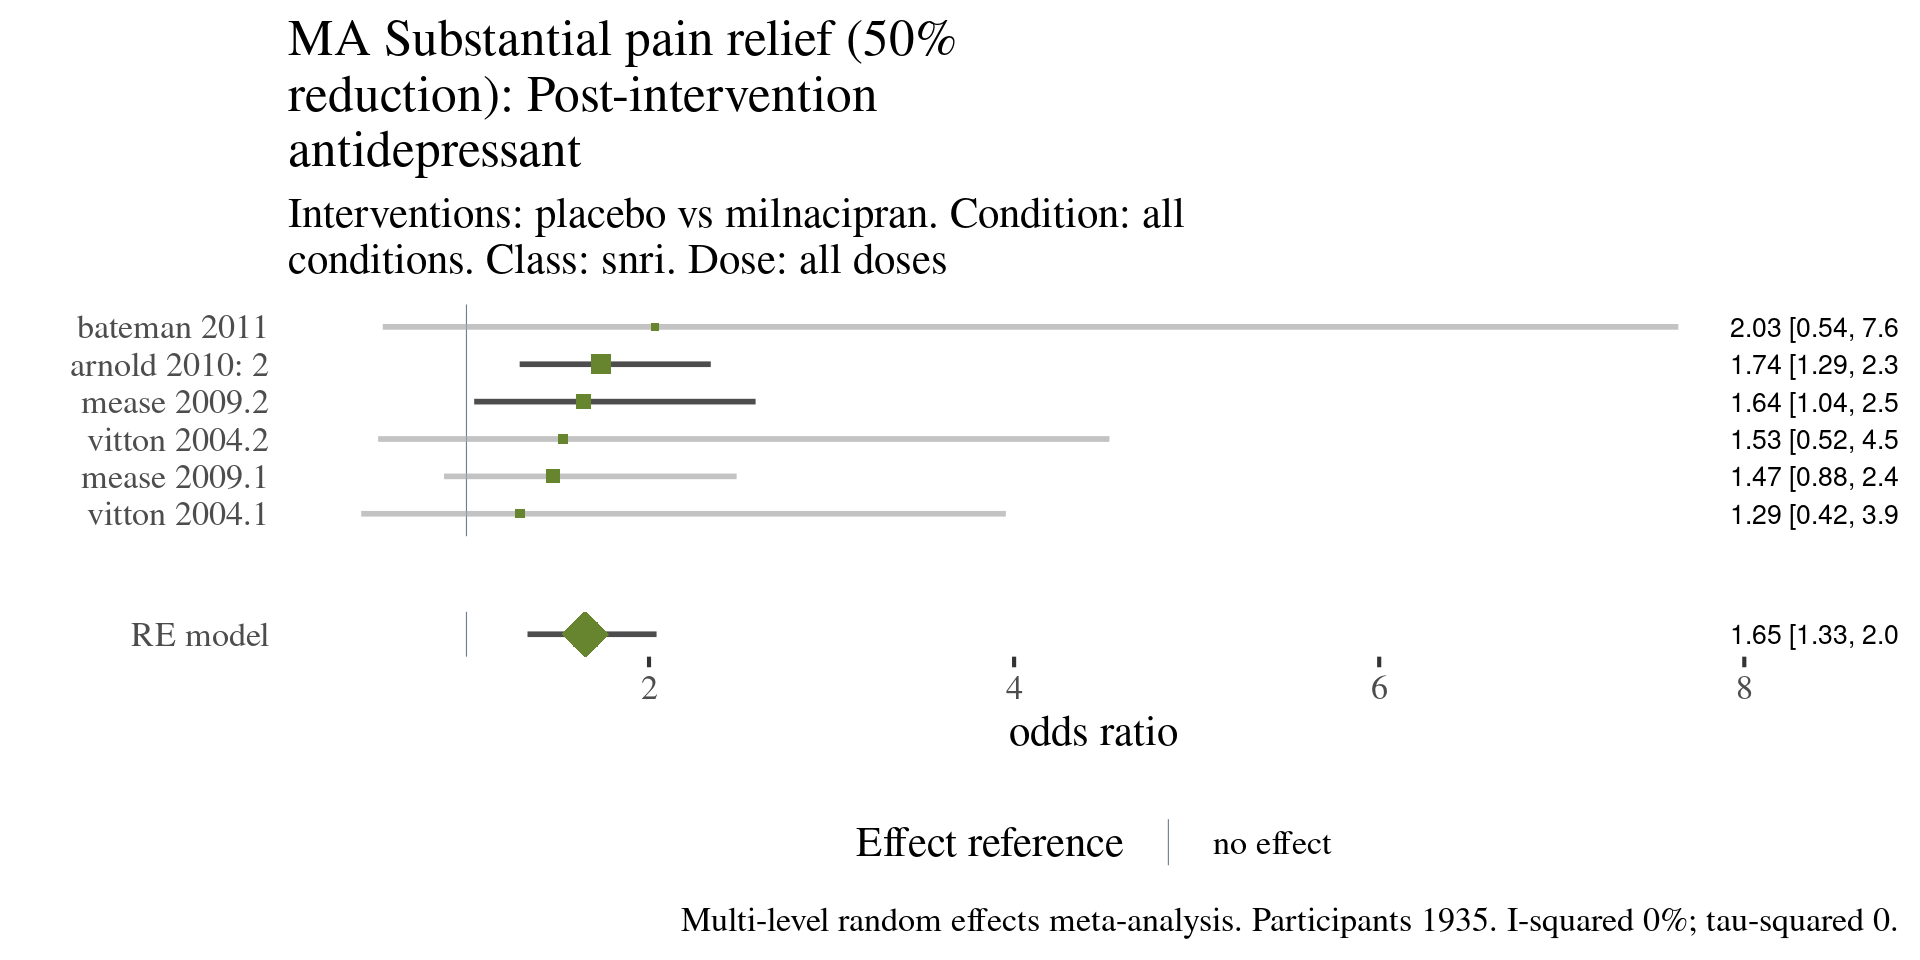 MA Substantial pain relief (50%
reduction): Post-intervention
antidepressant
Interventions: placebo vs milnacipran. Condition: all
conditions. Class: snri. Dose: all doses
bateman 2011 2.03 [0.54, 7.6
arnold 2010: 2 1.74 [1.29, 2.3
mease 2009.2 1.64 [1.04, 2.5
vitton 2004.2 1.53 [0.52, 4.5
mease 2009.1 1.47 [0.88, 2.4
vitton 2004.1 1.29 [0.42, 3.9
RE model 1.65 [1.33, 2.0
2 4 6 8
odds ratio
Effect reference no effect
Multi-level random effects meta-analysis. Participants 1935. I-squared 0%; tau-squared 0.